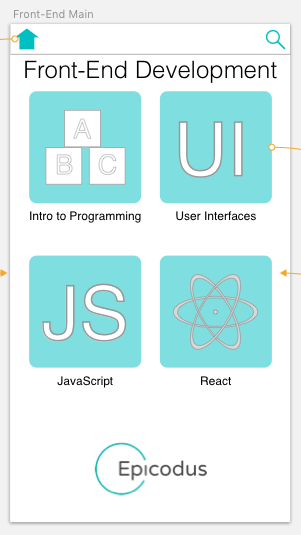 Front-End Main
Front-End Development
A
B C
UI
Intro to Programming
User Interfaces
JS
JavaScript
React
Epicodus